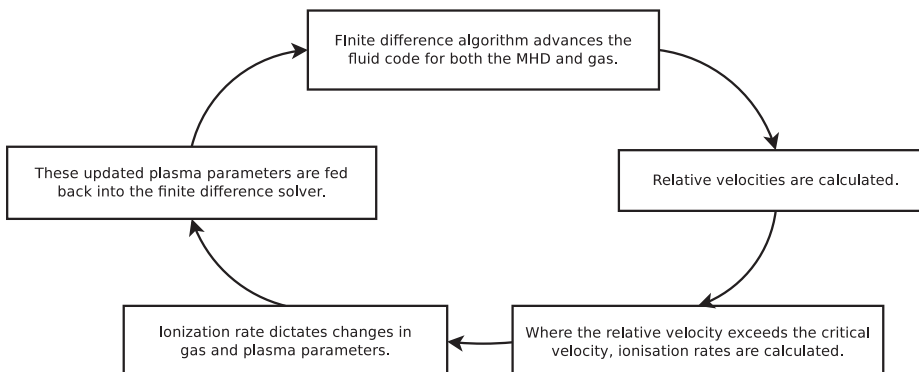 Finite difference algorithm advances the
fluid code for both the MHD and gas.
Relative velocities are calculated.
Where the relative velocity exceeds the critical
velocity, ionisation rates are calculated.
Ionization rate dictates changes in
gas and plasma parameters.
These updated plasma parameters are fed
back into the finite difference solver.